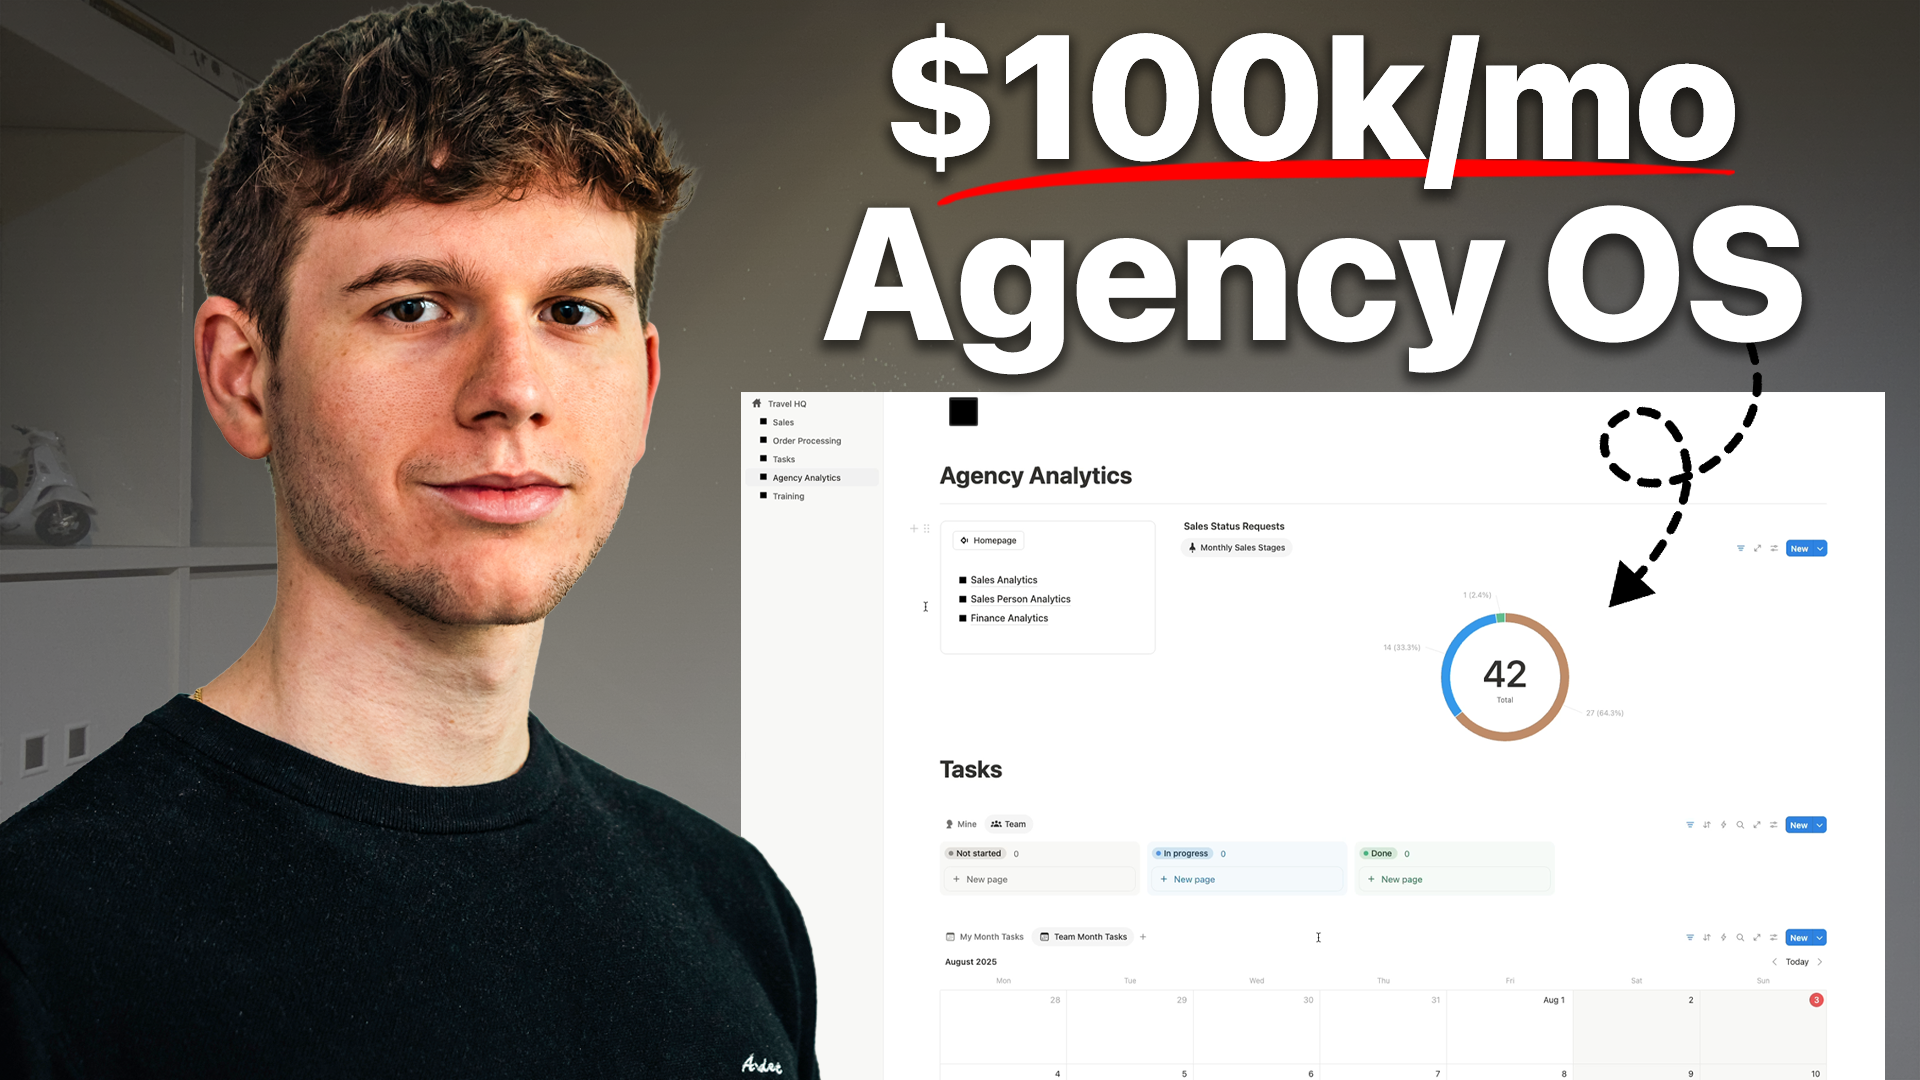 $100k/mo
Agency OS
Travel HQ
Sales
Order Processing
Tasks
Agency Analytics
Training
Agency Analytics
Homepage
Sales Analytics
Sales Person Analytics
Finance Analytics
Sales Status Requests
Monthly Sales Stages
New
1 (2.4%)
14 (33.3%)
42
Total
27 (64.3%)
Tasks
Mine
Team
New
Not started 0
In progress 0
Done 0
+ New page
+ New page
+ New page
My Month Tasks
Team Month Tasks +
New
August 2025
Today
Mon Tue Wed Thu Fri Sat Sun
28 29 30 31 Aug 1 2 3
4 5 6 7 8 9 10